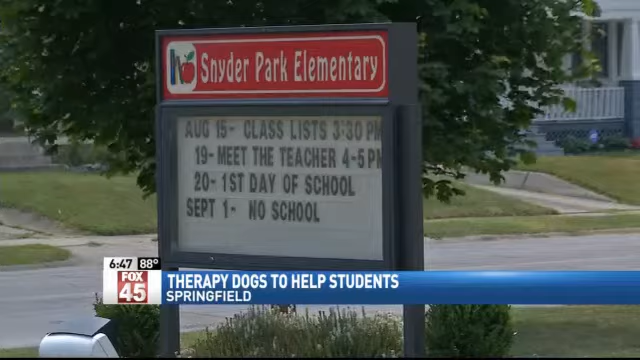 Snyder Park Elementary
AUG 15- CLASS LISTS 3:30 PM
19- MEET THE TEACHER 4-5 PM
20- 1ST DAY OF SCHOOL
SEPT 1- NO SCHOOL
6:47 88°
FOX 45
THERAPY DOGS TO HELP STUDENTS
SPRINGFIELD